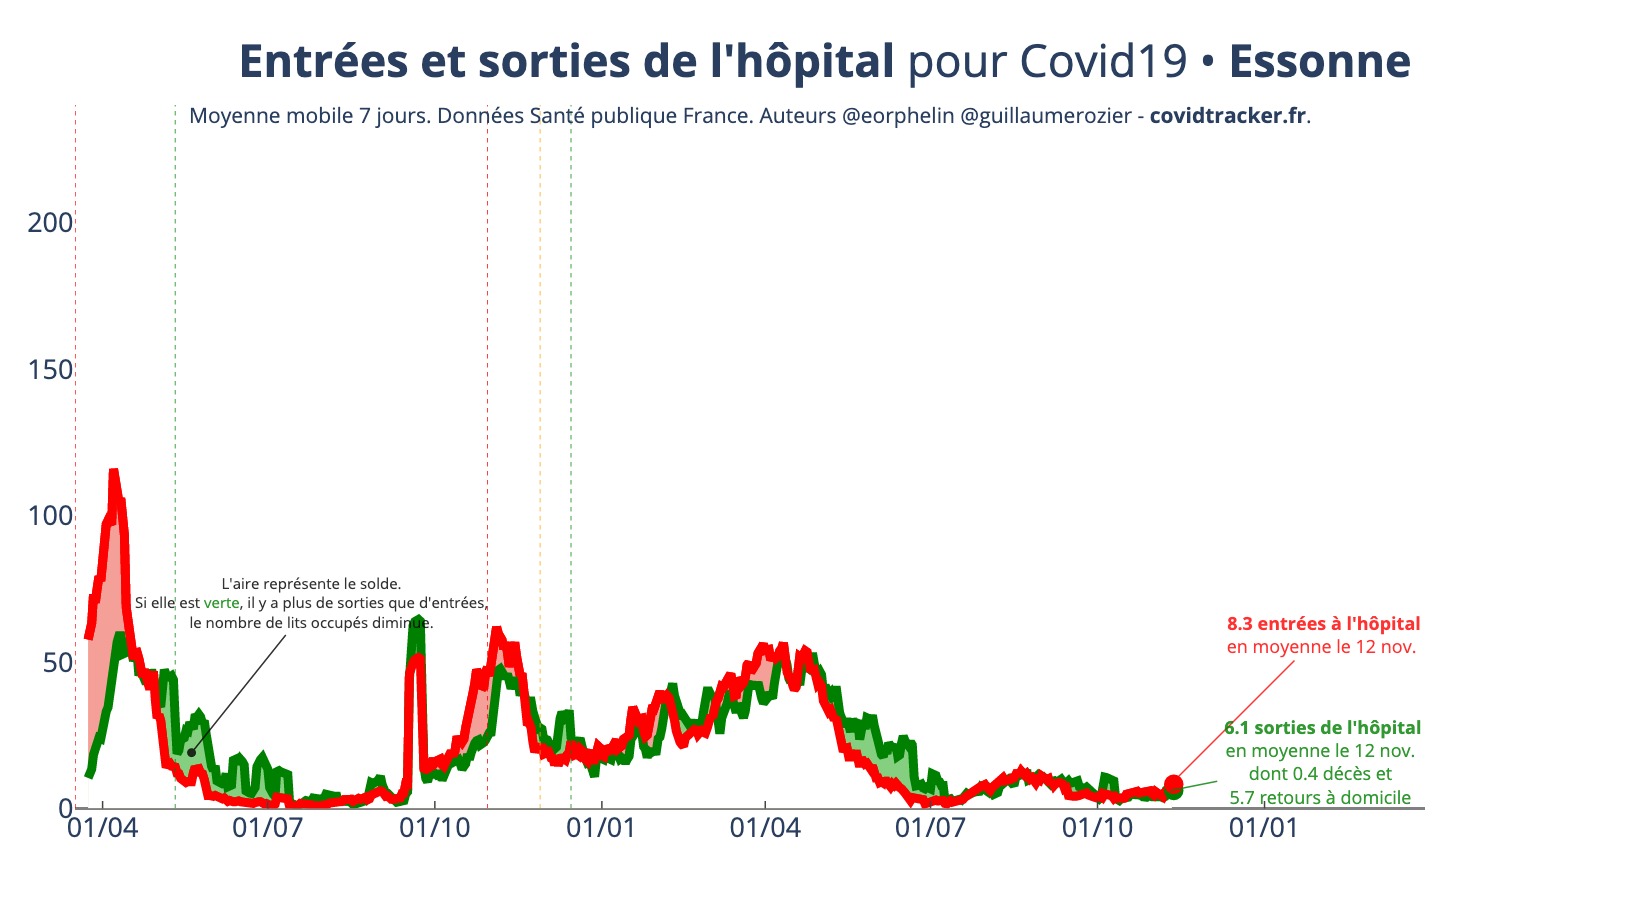 Entrées et sorties de l'hôpital pour Covid19 • Essonne
Moyenne mobile 7 jours. Données Santé publique France. Auteurs @eorphelin @guillaumerozier - covidtracker.fr.
200
150
100
50
0
L'aire représente le solde.
Si elle est verte, il y a plus de sorties que d'entrées,
le nombre de lits occupés diminue.
8.3 entrées à l'hôpital
en moyenne le 12 nov.
6.1 sorties de l'hôpital
en moyenne le 12 nov.
dont 0.4 décès et
5.7 retours à domicile
01/04 01/07 01/10 01/01 01/04 01/07 01/10 01/01